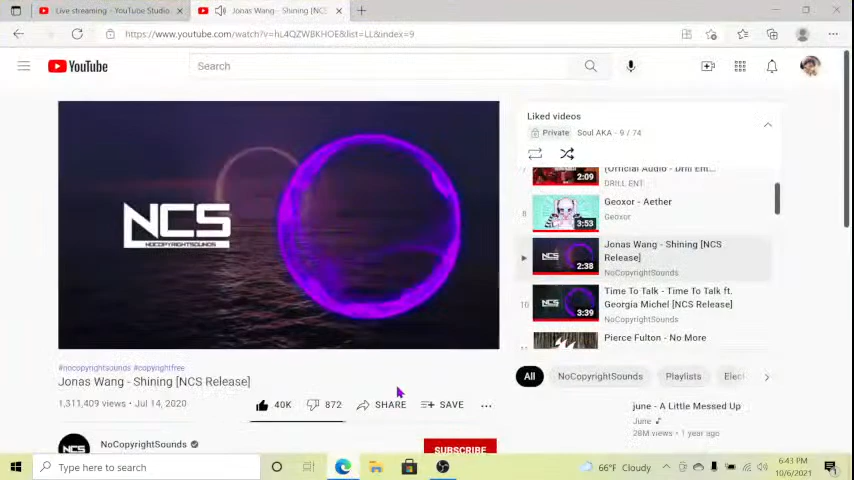 Live streaming - YouTube Studio
Jonas Wang - Shining [NCS
https://www.youtube.com/watch?v=hL4QZWBKHOE&list=LL&index=9
YouTube
Search
NCS
NOCOPYRIGHTSOUNDS
#nocopyrightsounds #copyrightfree
Jonas Wang - Shining [NCS Release]
1,311,409 views • Jul 14, 2020
40K
872
SHARE
SAVE
NCS
NoCopyrightSounds
SUBSCRIBE
Liked videos
Private
Soul AKA - 9 / 74
2:09
(Official Audio - Drill Ent...
DRILL ENT
8
3:53
Geoxor - Aether
Geoxor
NCS
2:38
Jonas Wang - Shining [NCS
Release]
NoCopyrightSounds
10
NCS
3:39
Time To Talk - Time To Talk ft.
Georgia Michel [NCS Release]
NoCopyrightSounds
Pierce Fulton - No More
All
NoCopyrightSounds
Playlists
june - A Little Messed Up
June
28M views • 1 year ago
Type here to search
66°F Cloudy
6:43 PM
10/6/2021